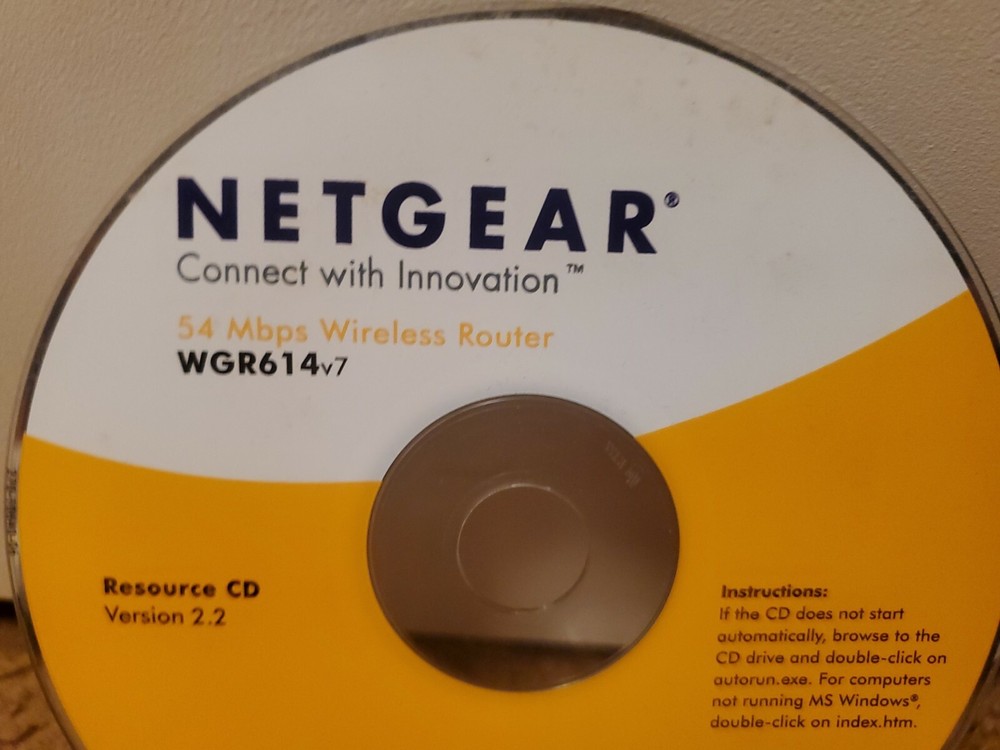 NETGEAR®
Connect with Innovation™
54 Mbps Wireless Router
WGR614v7
Resource CD
Version 2.2
Instructions:
If the CD does not start
automatically, browse to the
CD drive and double-click on
autorun.exe. For computers
not running MS Windows®,
double-click on index.htm.